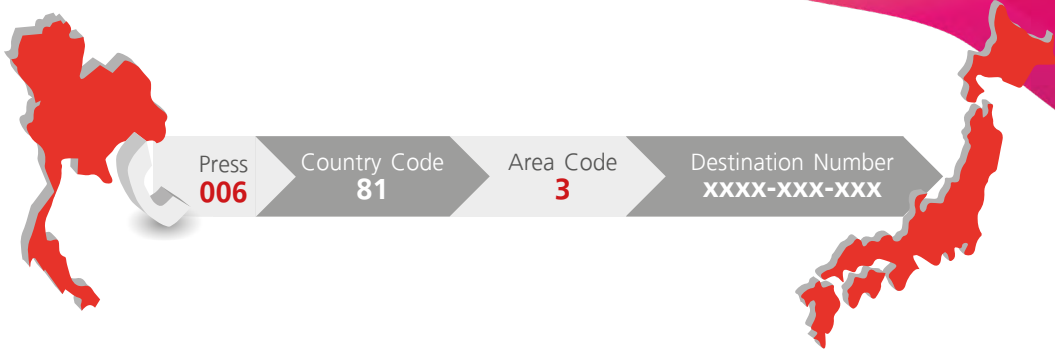 Press
006
Country Code
81
Area Code
3
Destination Number
xxxx-xxx-xxx